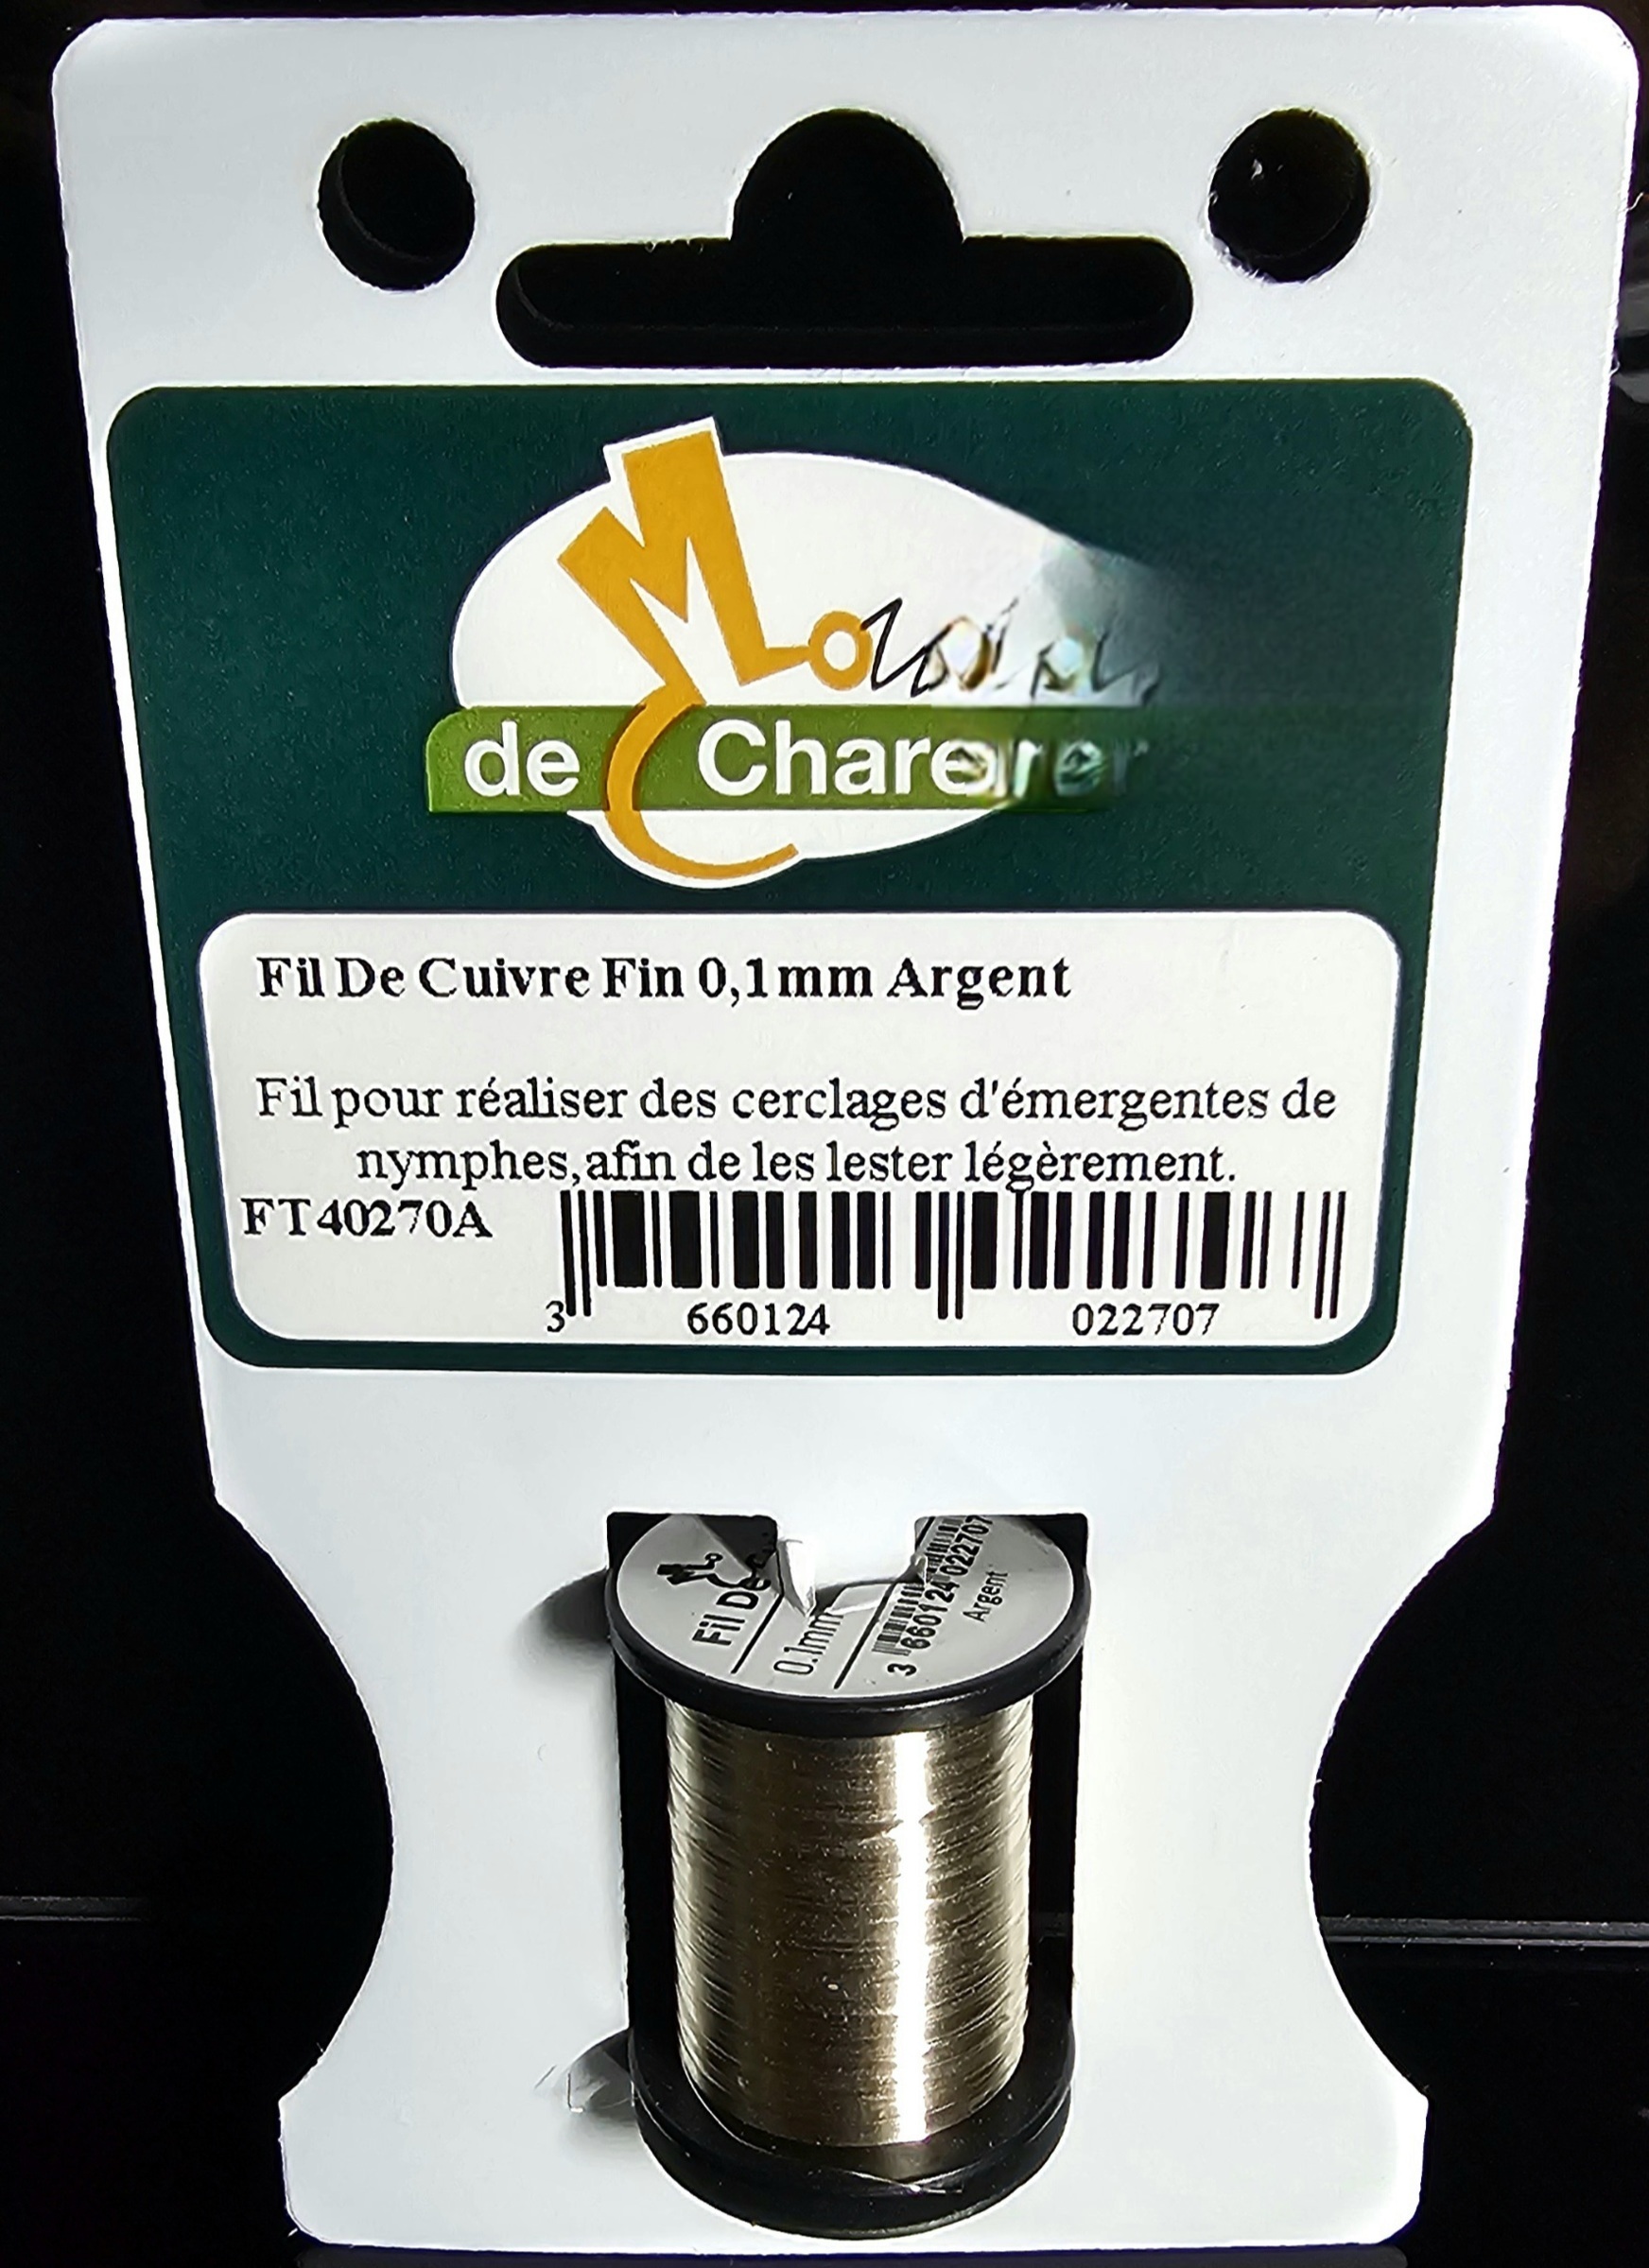 de
Fil De Cuivre Fin 0,1mm Argent
Fil pour réaliser des cerclages d'émergentes de
nymphes,afin de les lester légèrement.
FT40270A
3 660124 022707
Fil De
0.1mm
3 660124 022707
Argent